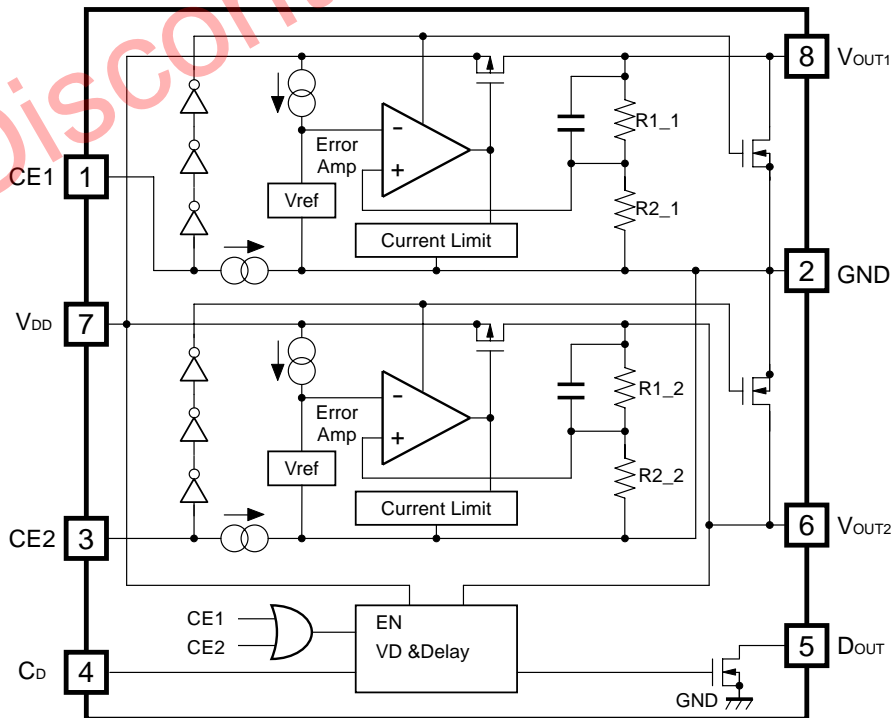 Discon
8 VOUT1
R1_1
Error
Amp
-
+
CE1 1
Vref
R2_1
Current Limit
2 GND
VDD 7
R1_2
Error
Amp
-
+
Vref
R2_2
Current Limit
CE2 3
6 VOUT2
CE1
CE2
EN
VD &Delay
5 DOUT
CD 4
GND